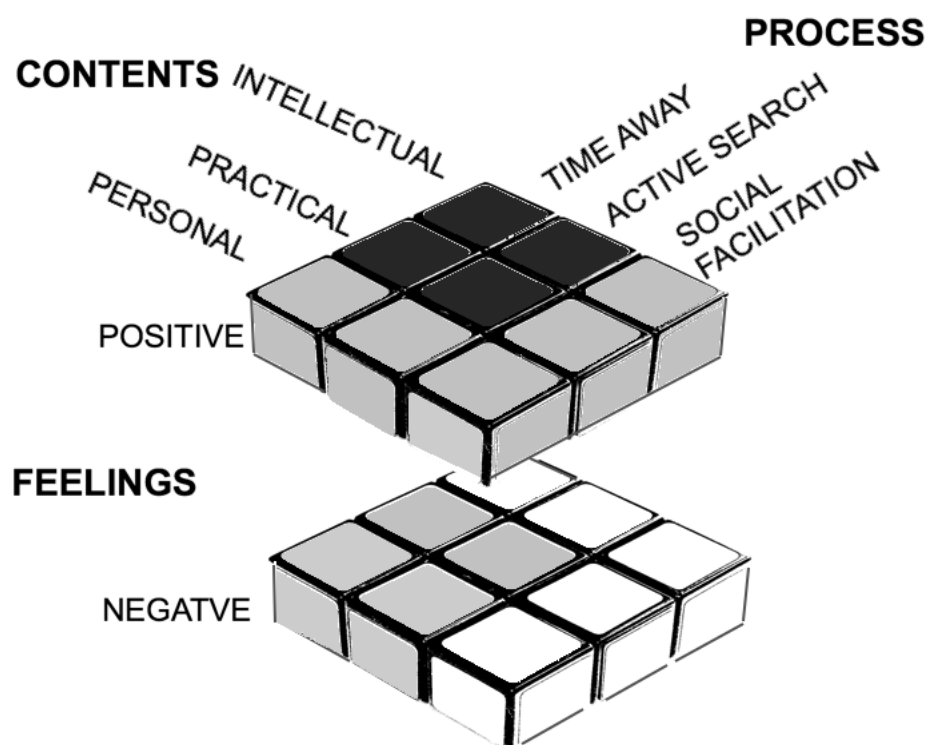 PROCESS
CONTENTS
INTELLECTUAL
PRACTICAL
PERSONAL
TIME AWAY
ACTIVE SEARCH
SOCIAL
FACILITATION
POSITIVE
FEELINGS
NEGATVE